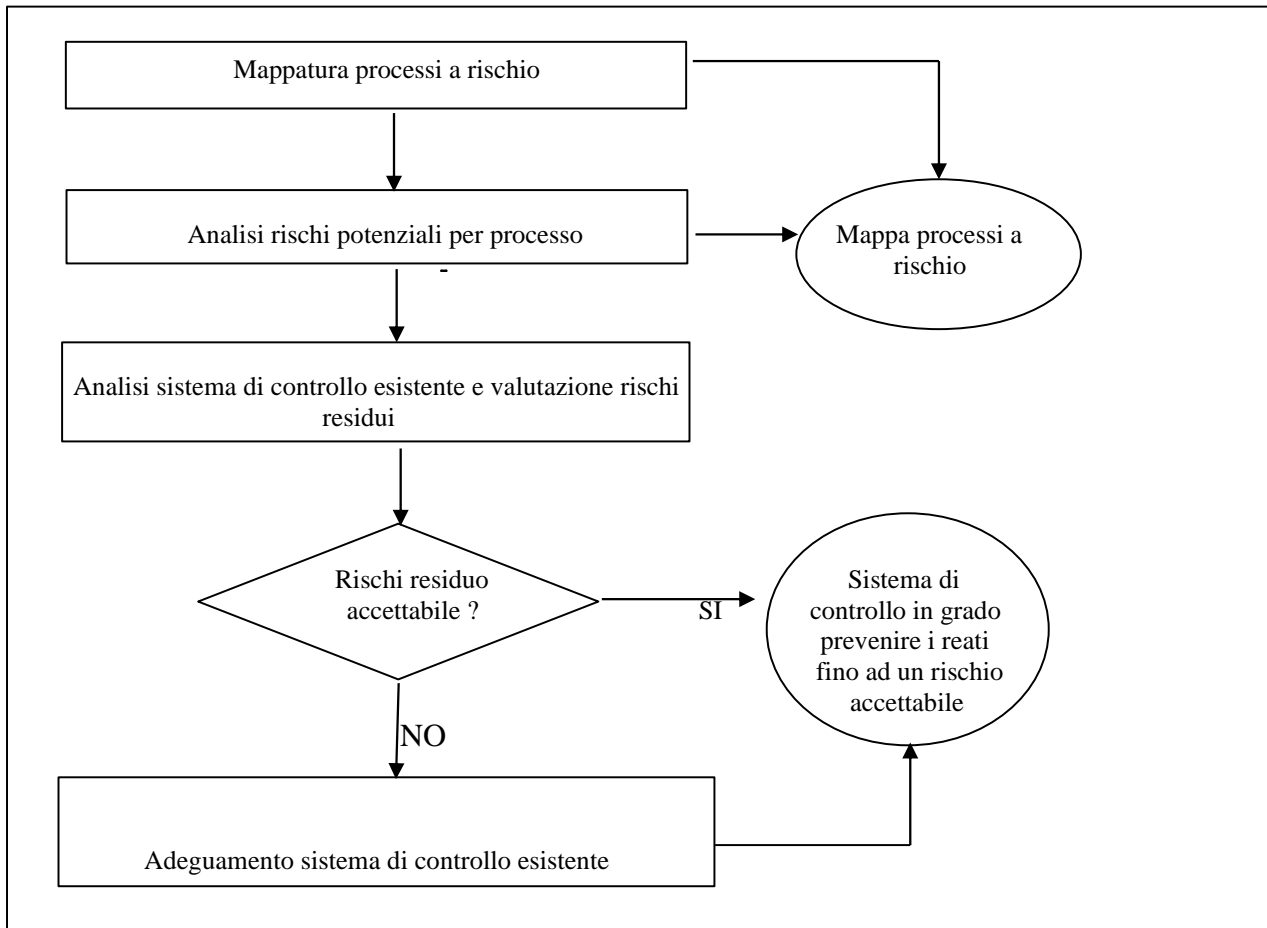 Mappatura processi a rischio
Analisi rischi potenziali per processo
-
Mappa processi a
rischio
Analisi sistema di controllo esistente e valutazione rischi
residui
Rischi residuo
accettabile ?
SI
Sistema di
controllo in grado
prevenire i reati
fino ad un rischio
accettabile
NO
Adeguamento sistema di controllo esistente